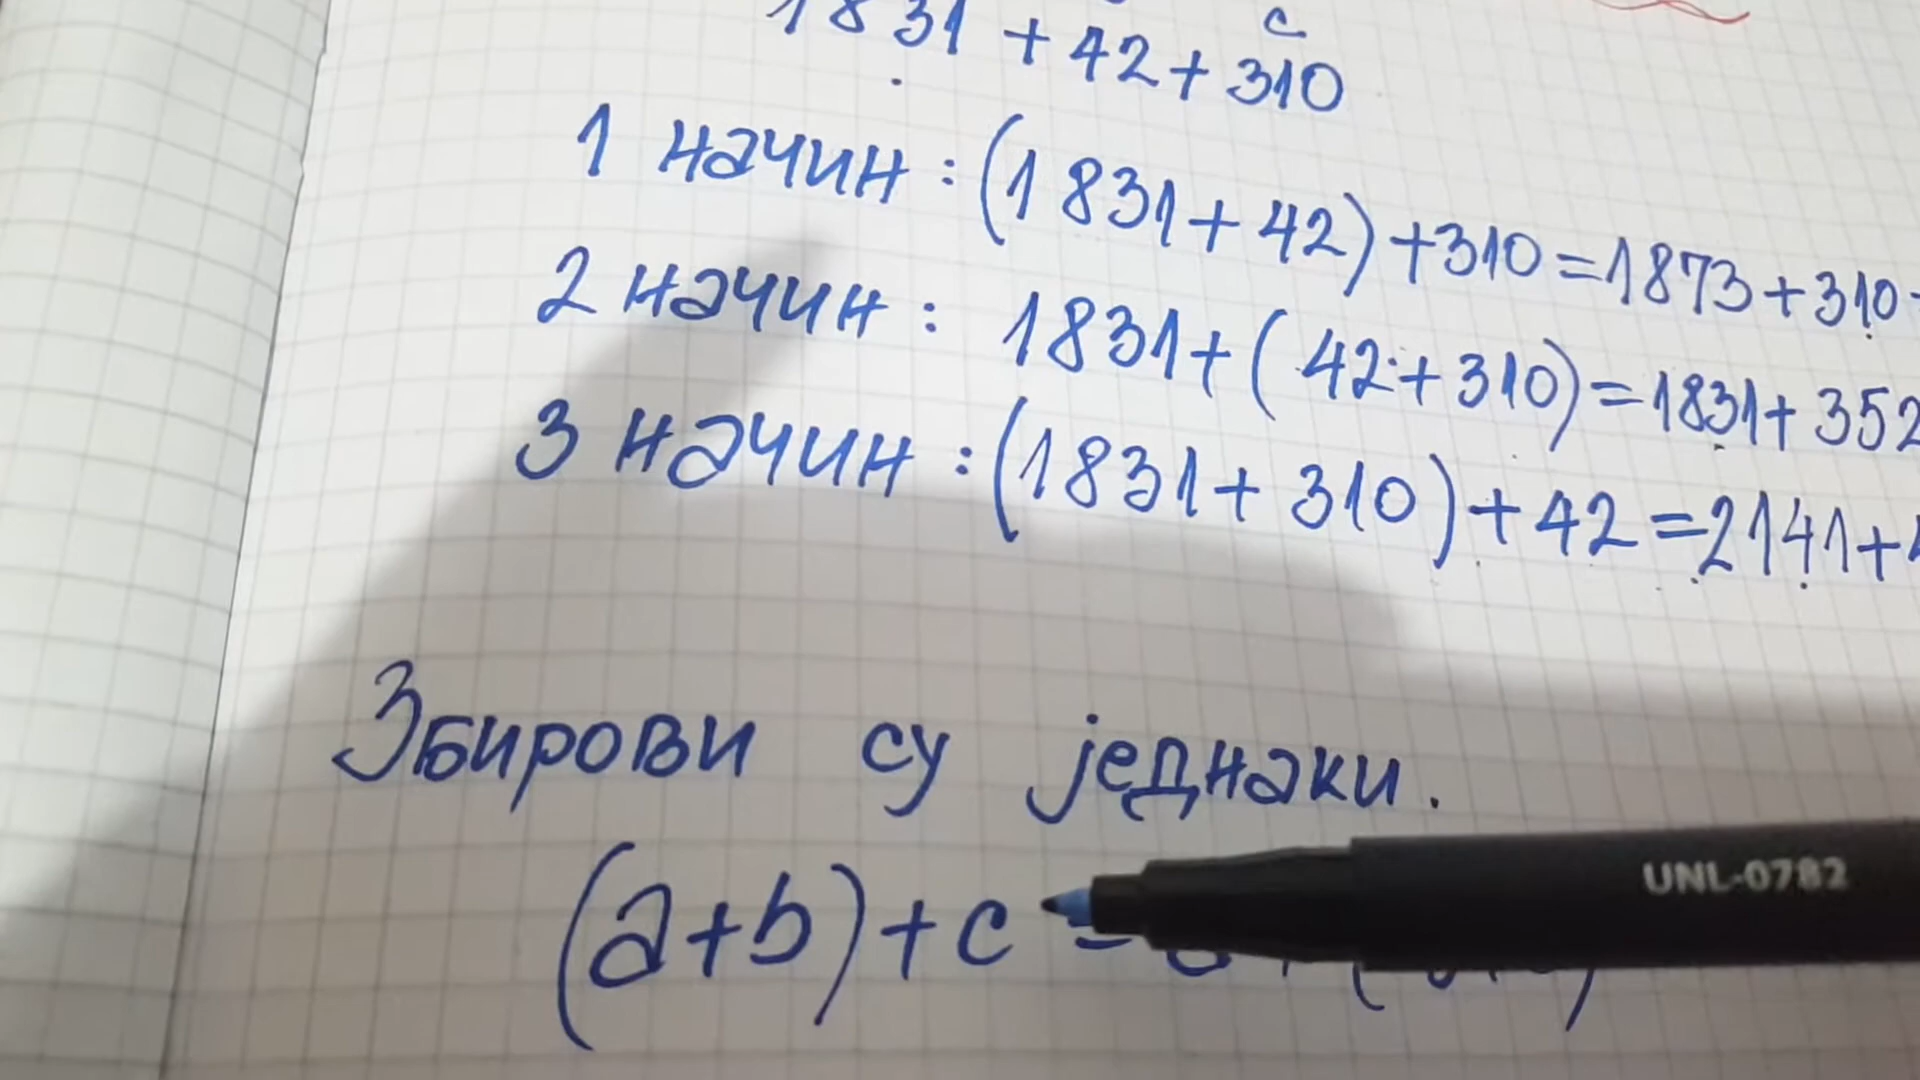 c
1831 + 42 + 310
1 начин : (1831 + 42) + 310 = 1873 + 310
2 начин : 1831 + ( 42 + 310) = 1831 + 352
3 начин : (1831 + 310) + 42 = 2141 +
Збирови су једнаки.
(a + b) + c =
UNL-0782